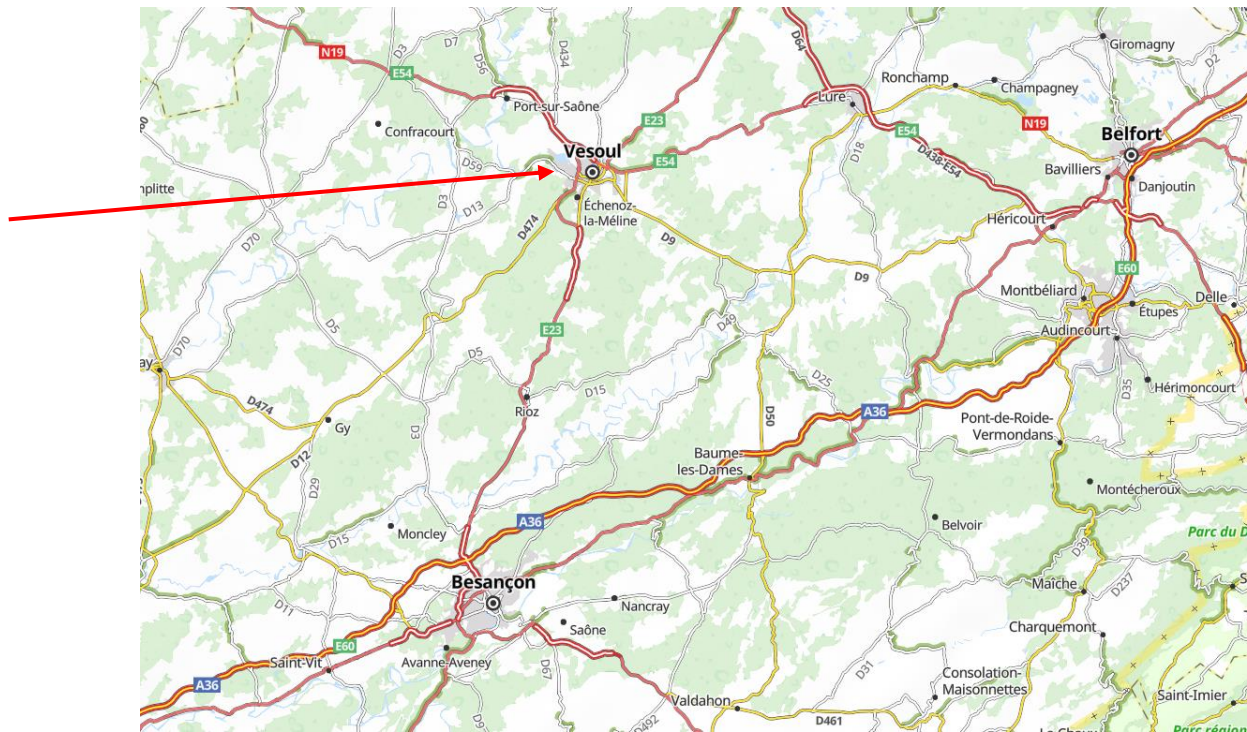 D3
D7
D434
D64
Giromagny
N19
E54
D56
Ronchamp
Champagney
D2
Port-sur-Saône
Lure
E23
N19
Belfort
Confracourt
Vesoul
E54
D438-E54
D18
E54
D59
Bavilliers
Danjoutin
D3
D13
Échenoz-
la-Méline
D474
Héricourt
D70
D9
D9
E60
Montbéliard
Étupes
Delle
D5
D49
E23
Audincourt
D70
D5
D15
D25
D35
Hérimoncourt
Rioz
D474
Gy
D3
D50
A36
Pont-de-Roide-
Vermondans
D12
Baume-
les-Dames
D29
Montécheroux
A36
Moncley
D15
Belvoir
Parc du D
D39
Besançon
Maîche
D237
D11
Nancray
Saône
Charquemont
E60
Saint-Vit
Avanne-Aveney
D67
D31
Consolation-
Maisonnettes
A36
Valdahon
Saint-Imier
D9
D492
D461
Parc région